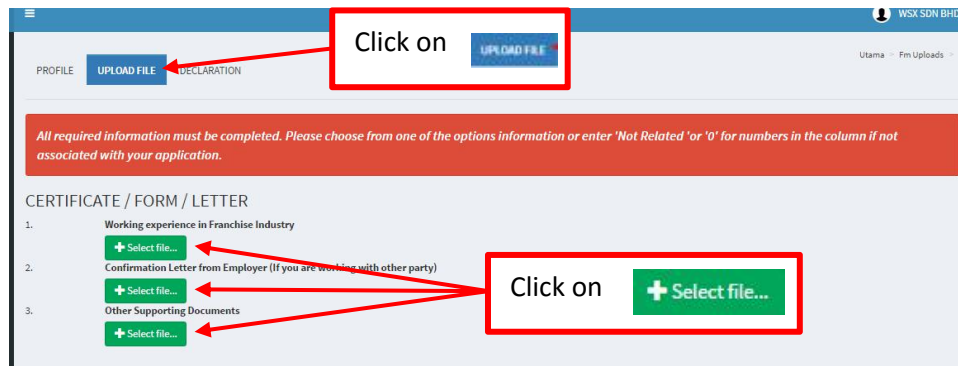 WSX SDN BHD
Click on UPLOAD FILE
PROFILE UPLOAD FILE DECLARATION
Utama > Fm Uploads >
All required information must be completed. Please choose from one of the options information or enter 'Not Related 'or '0' for numbers in the column if not
associated with your application.
CERTIFICATE / FORM / LETTER
1. Working experience in Franchise Industry
+ Select file...
2. Confirmation Letter from Employer (If you are working with other party)
+ Select file...
3. Other Supporting Documents
+ Select file...
Click on + Select file...